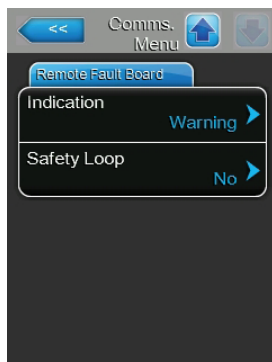 <<
Comms.
Menu
Remote Fault Board
Indication
Warning
Safety Loop
No